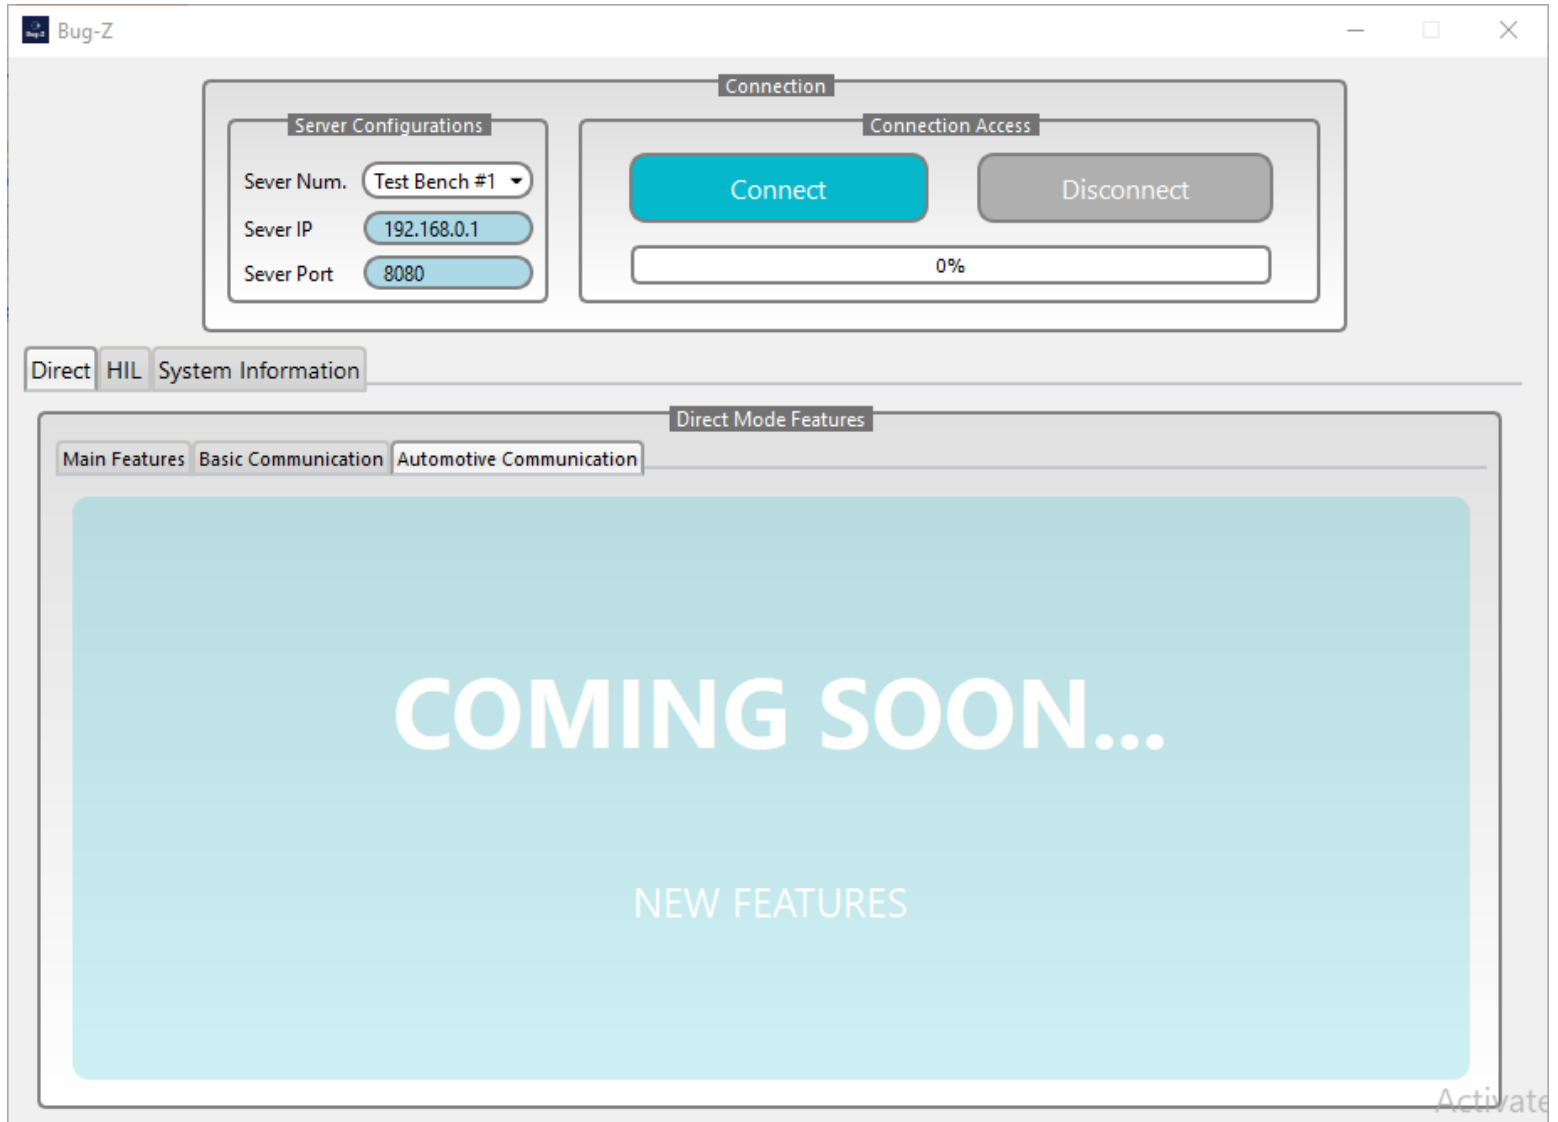 Bug-Z
Connection
Server Configurations
Connection Access
Sever Num. Test Bench #1
Connect Disconnect
Sever IP 192.168.0.1
Sever Port 8080
0%
Direct HIL System Information
Direct Mode Features
Main Features Basic Communication Automotive Communication
COMING SOON...
NEW FEATURES
Activate